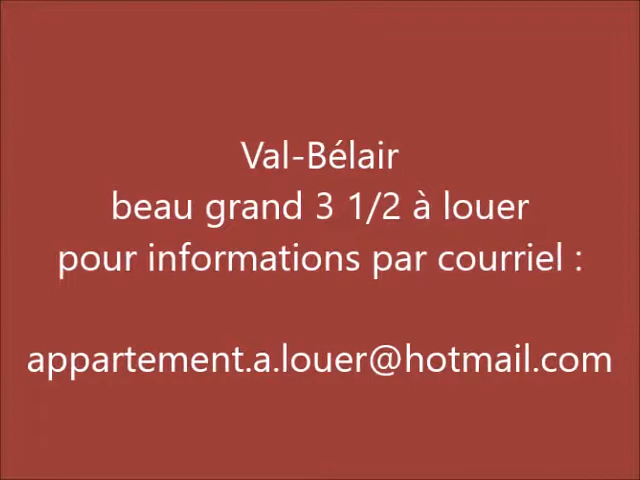 Val-Bélair
beau grand 3 1/2 à louer
pour informations par courriel :
appartement.a.louer@hotmail.com